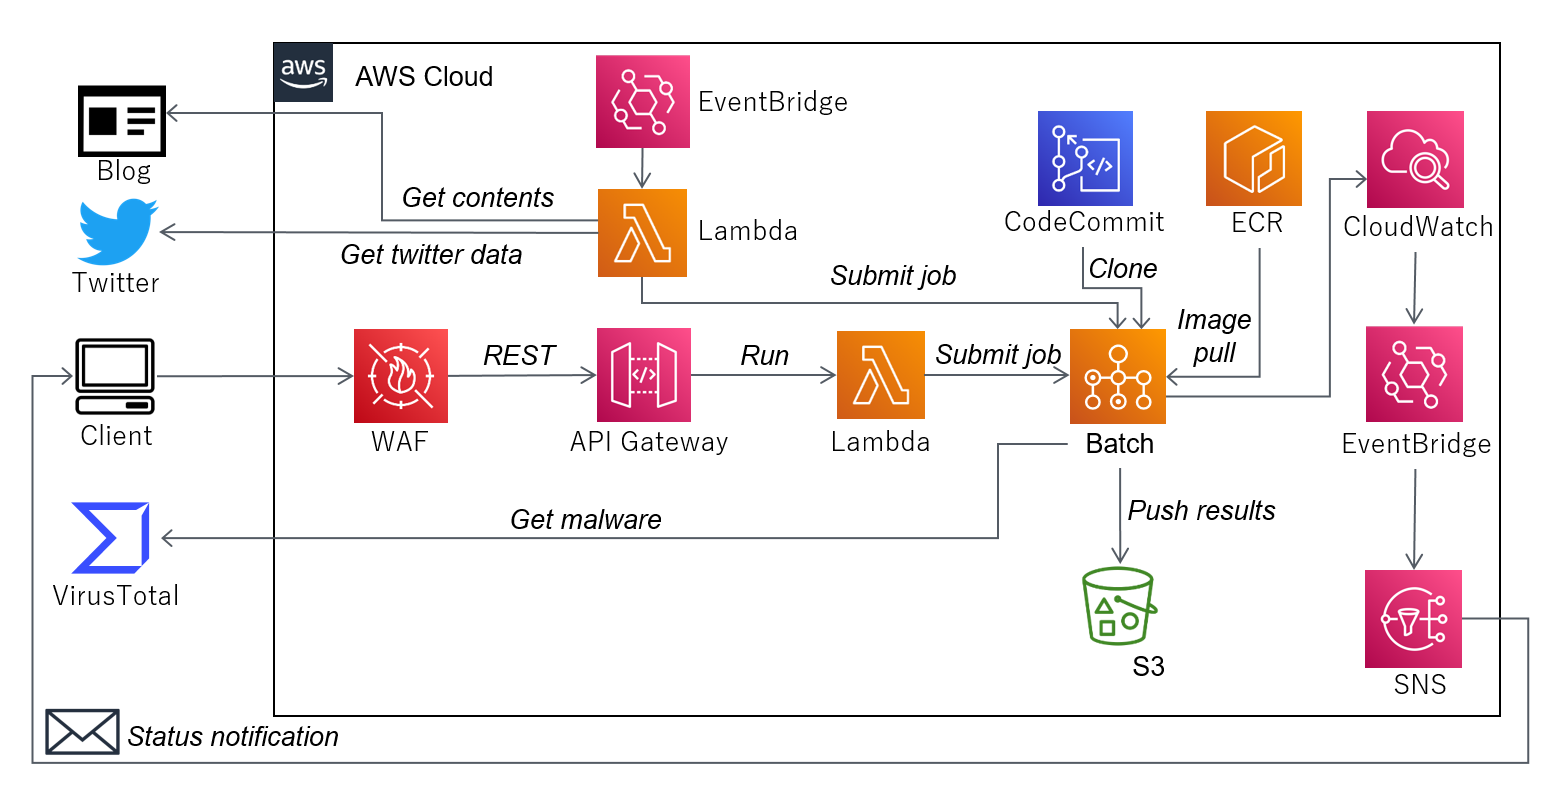 aws
AWS Cloud
EventBridge
Blog
Get contents
Lambda
Twitter
Get twitter data
CodeCommit
ECR
CloudWatch
Submit job
Clone
Image
pull
Client
WAF
REST
API Gateway
Run
Lambda
Submit job
Batch
EventBridge
VirusTotal
Get malware
Push results
S3
SNS
Status notification